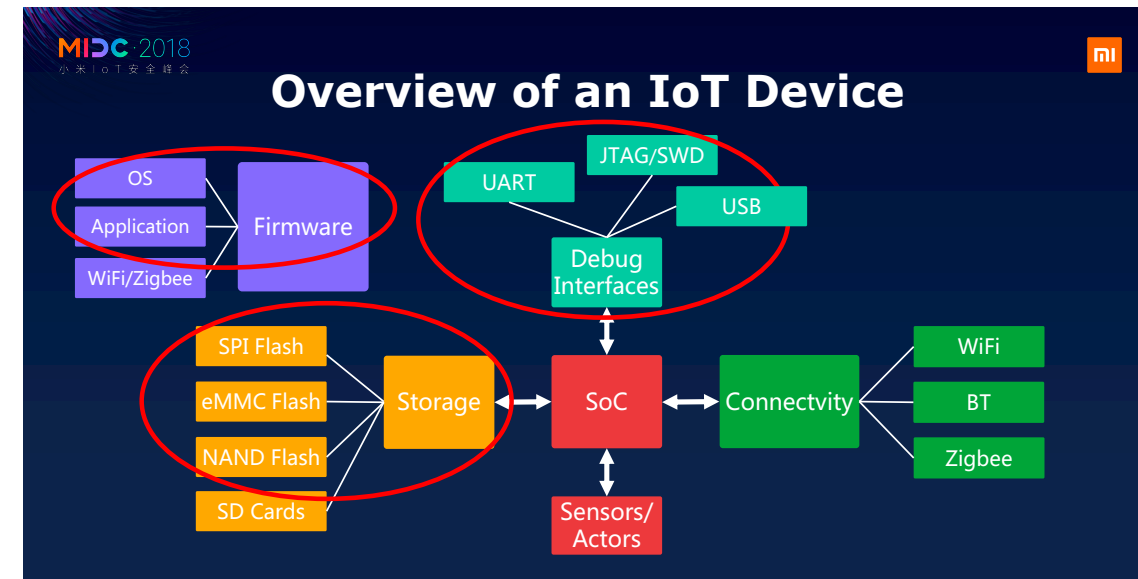 MIDC·2018
小米IoT安全峰会
mi
Overview of an IoT Device
OS
Application
WiFi/Zigbee
Firmware
UART
JTAG/SWD
USB
Debug
Interfaces
SPI Flash
eMMC Flash
NAND Flash
SD Cards
Storage
SoC
Connectvity
WiFi
BT
Zigbee
Sensors/
Actors